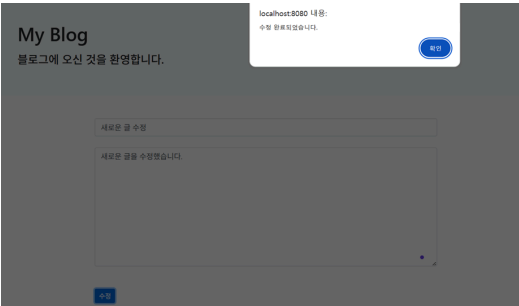 localhost:8080 내용:
수정 완료되었습니다.
확인
My Blog
블로그에 오신 것을 환영합니다.
새로운 글 수정
새로운 글을 수정했습니다.
수정